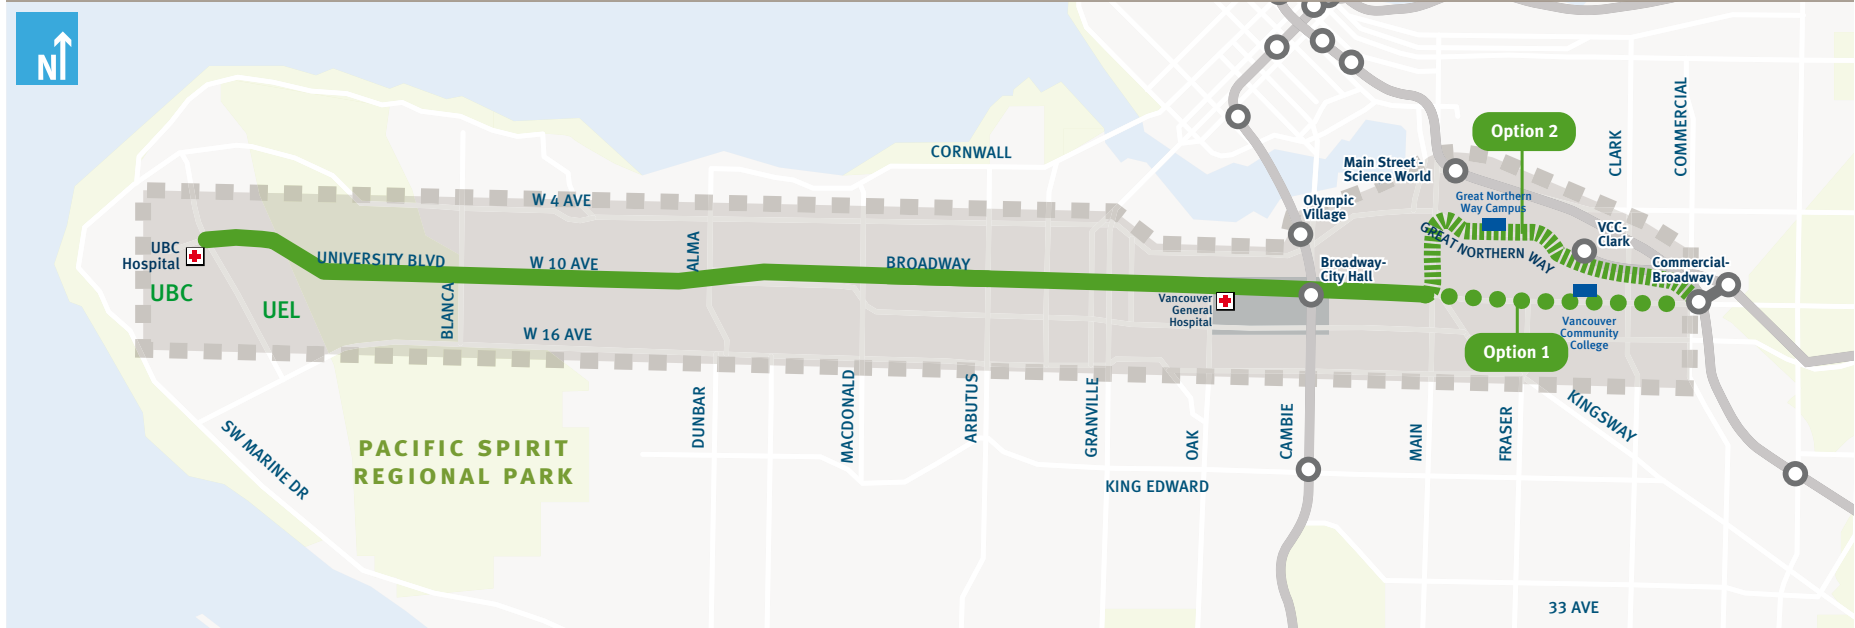 N
CORNWALL
W 4 AVE
UBC
Hospital
UBC
UEL
UNIVERSITY BLVD
BLANCA
W 10 AVE
ALMA
BROADWAY
W 16 AVE
Vancouver
General
Hospital
Olympic
Village
Broadway-
City Hall
Main Street -
Science World
Option 2
Great Northern
Way Campus
GREAT NORTHERN WAY
VCC-
Clark
CLARK
COMMERCIAL
Commercial-
Broadway
Option 1
Vancouver
Community
College
SW MARINE DR
PACIFIC SPIRIT
REGIONAL PARK
DUNBAR
MACDONALD
ARBUTUS
GRANVILLE
OAK
CAMBIE
MAIN
FRASER
KINGSWAY
KING EDWARD
33 AVE